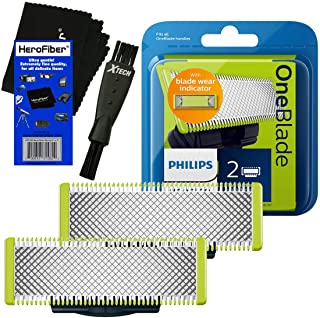 HeroFiber®
Ultra gentle!
Extremely fine quality,
for all delicate items
XTECH
Fits all
OneBlade handles
with
blade wear
indicator
OneBlade
PHILIPS
2